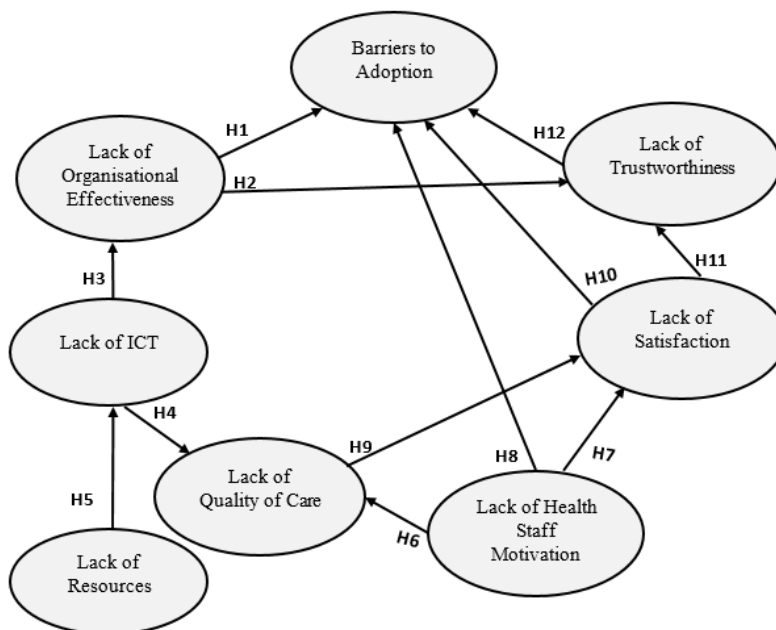 Barriers to
Adoption
H1
H12
Lack of
Organisational
Effectiveness
Lack of
Trustworthiness
H2
H3
H10
H11
Lack of ICT
Lack of
Satisfaction
H4
H9
H8
H7
H5
Lack of
Quality of Care
Lack of Health
Staff
Motivation
H6
Lack of
Resources